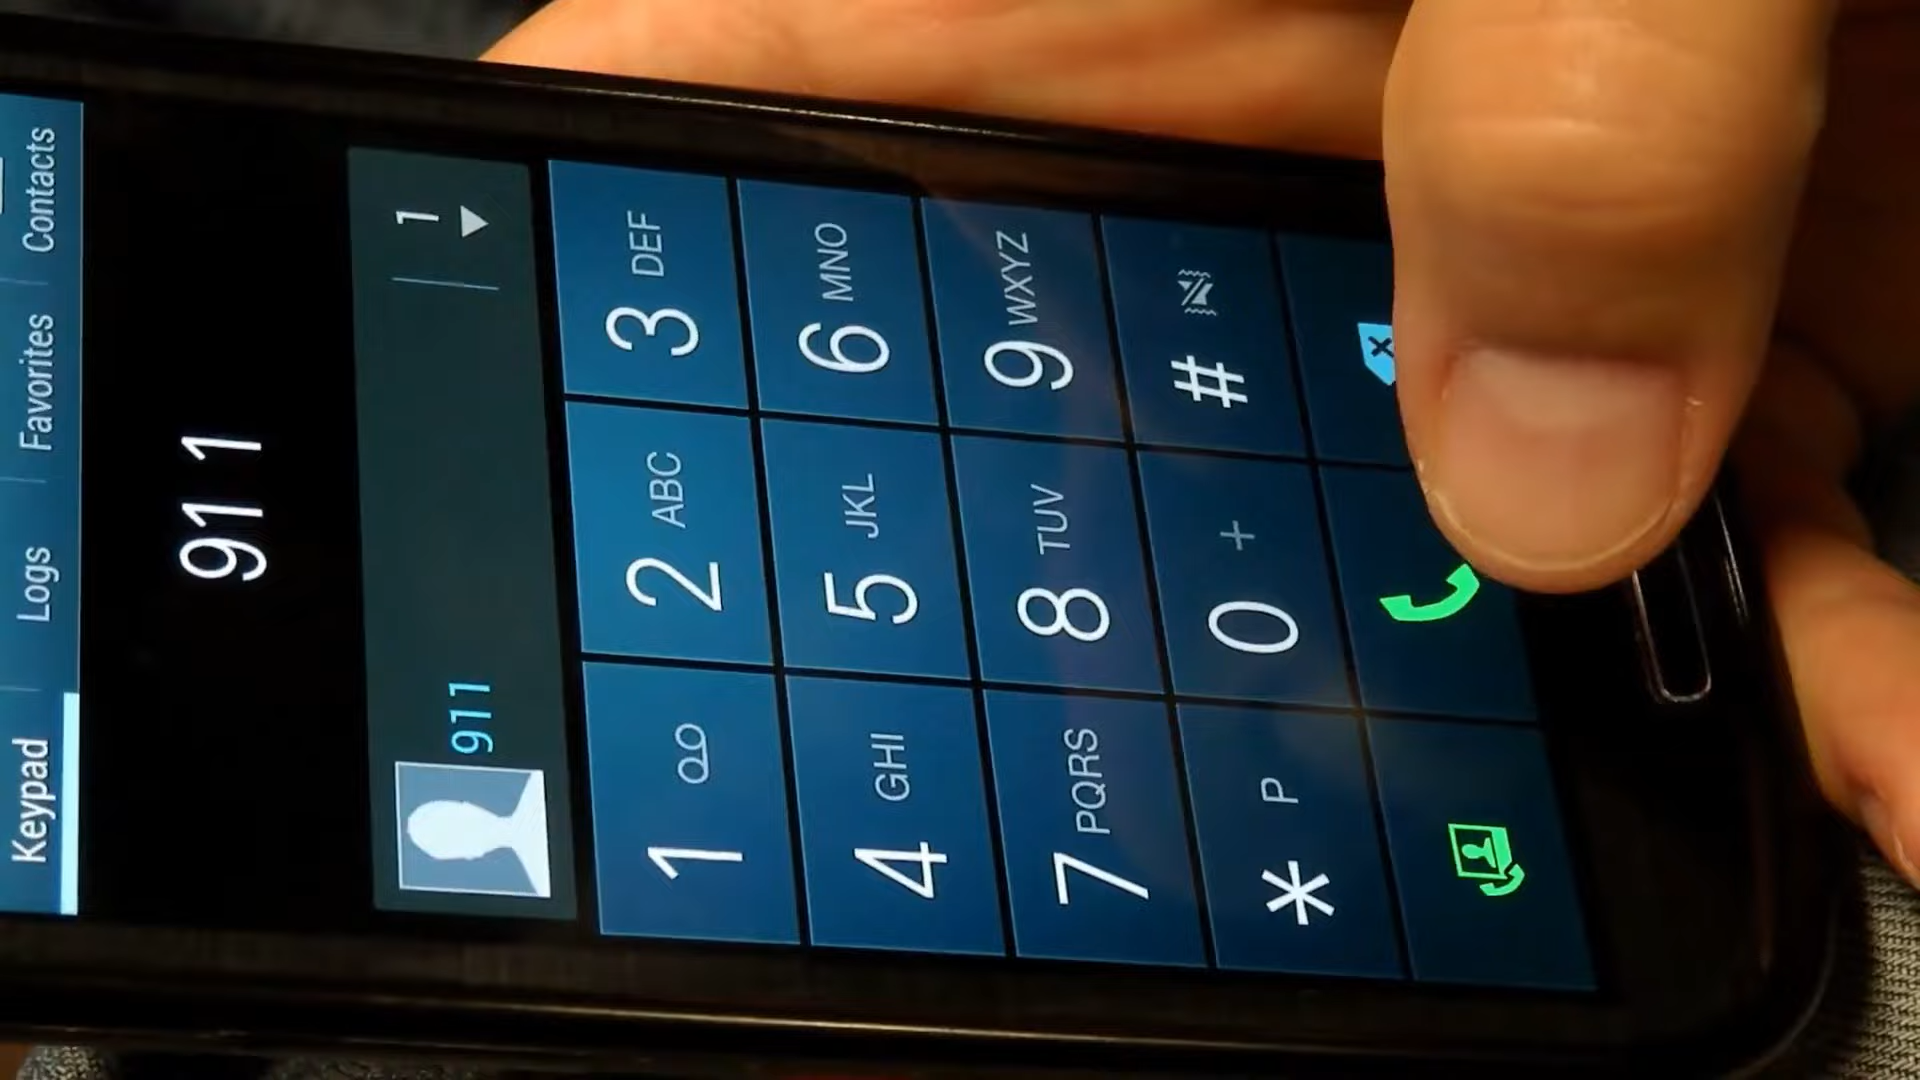 Keypad Logs Favorites Contacts
911
911 1
1 2 ABC 3 DEF
4 GHI 5 JKL 6 MNO
7 PQRS 8 TUV 9 WXYZ
* P 0 + #